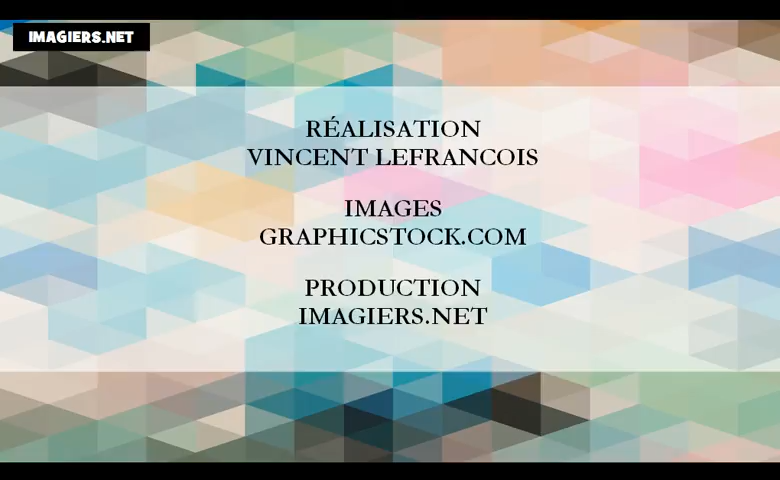 IMAGIERS.NET
RÉALISATION
VINCENT LEFRANCOIS
IMAGES
GRAPHICSTOCK.COM
PRODUCTION
IMAGIERS.NET